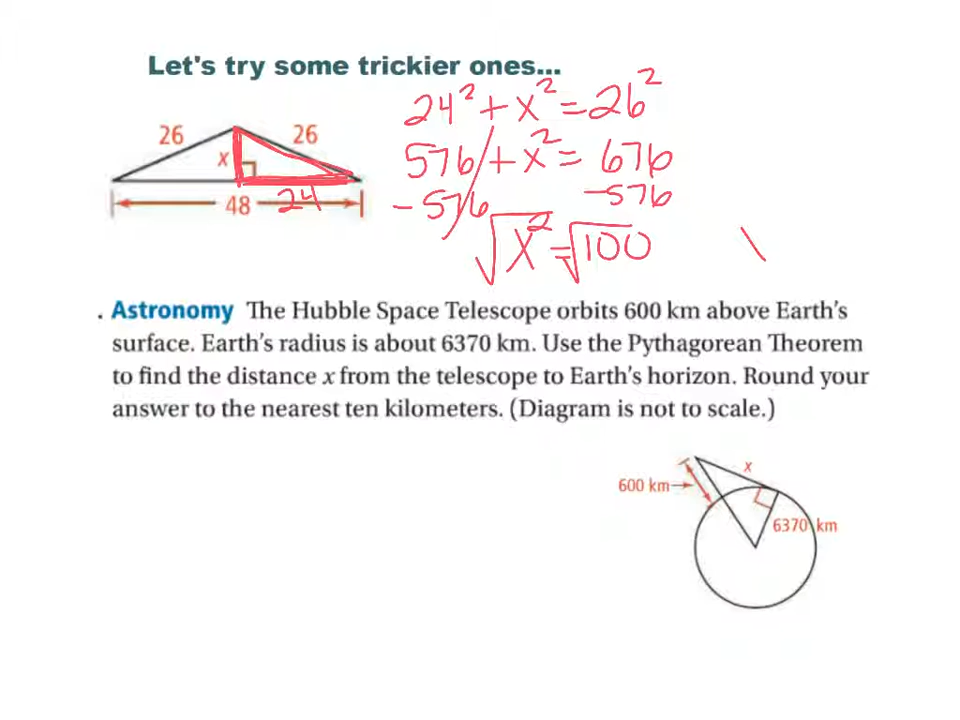 Let's try some trickier ones...
24² + x² = 26²
26 26
576 + x² = 676
x
-576 -576
48 24
√x² = √100
. Astronomy The Hubble Space Telescope orbits 600 km above Earth's
surface. Earth's radius is about 6370 km. Use the Pythagorean Theorem
to find the distance x from the telescope to Earth's horizon. Round your
answer to the nearest ten kilometers. (Diagram is not to scale.)
x
600 km
6370 km